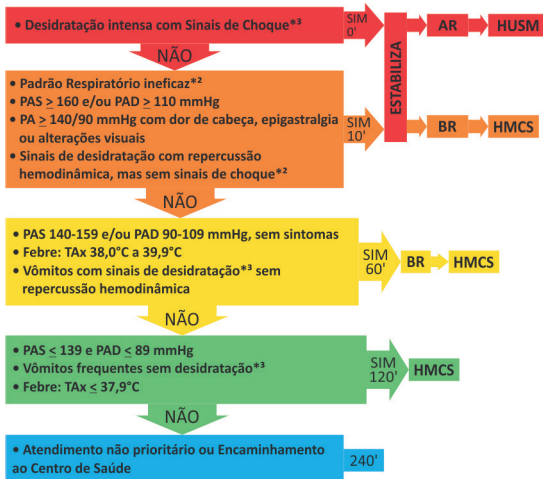 • Desidratação intensa com Sinais de Choque*³
SIM
0'
AR
HUSM
NÃO
ESTABILIZA
• Padrão Respiratório ineficaz*²
• PAS ≥ 160 e/ou PAD ≥ 110 mmHg
• PA ≥ 140/90 mmHg com dor de cabeça, epigastralgia
ou alterações visuais
• Sinais de desidratação com repercussão
hemodinâmica, mas sem sinais de choque*²
SIM
10'
BR
HMCS
NÃO
• PAS 140-159 e/ou PAD 90-109 mmHg, sem sintomas
• Febre: TAx 38,0°C a 39,9°C
• Vômitos com sinais de desidratação*³ sem
repercussão hemodinâmica
SIM
60'
BR
HMCS
NÃO
• PAS ≤ 139 e PAD ≤ 89 mmHg
• Vômitos frequentes sem desidratação*³
• Febre: TAx ≤ 37,9°C
SIM
120'
HMCS
NÃO
• Atendimento não prioritário ou Encaminhamento
ao Centro de Saúde
240'